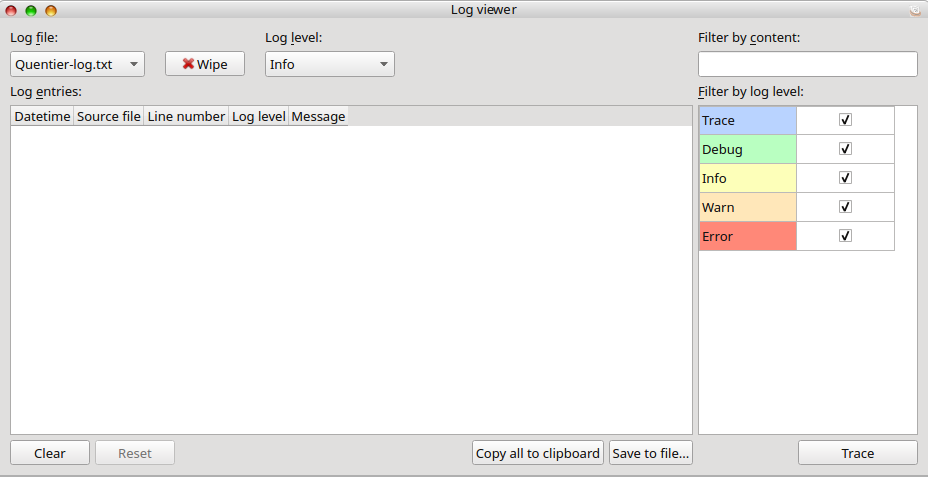 Log viewer
Log file:
Log level:
Filter by content:
Quentier-log.txt
Wipe
Info
Log entries:
Filter by log level:
Datetime Source file Line number Log level Message
Trace
Debug
Info
Warn
Error
Clear
Reset
Copy all to clipboard
Save to file...
Trace